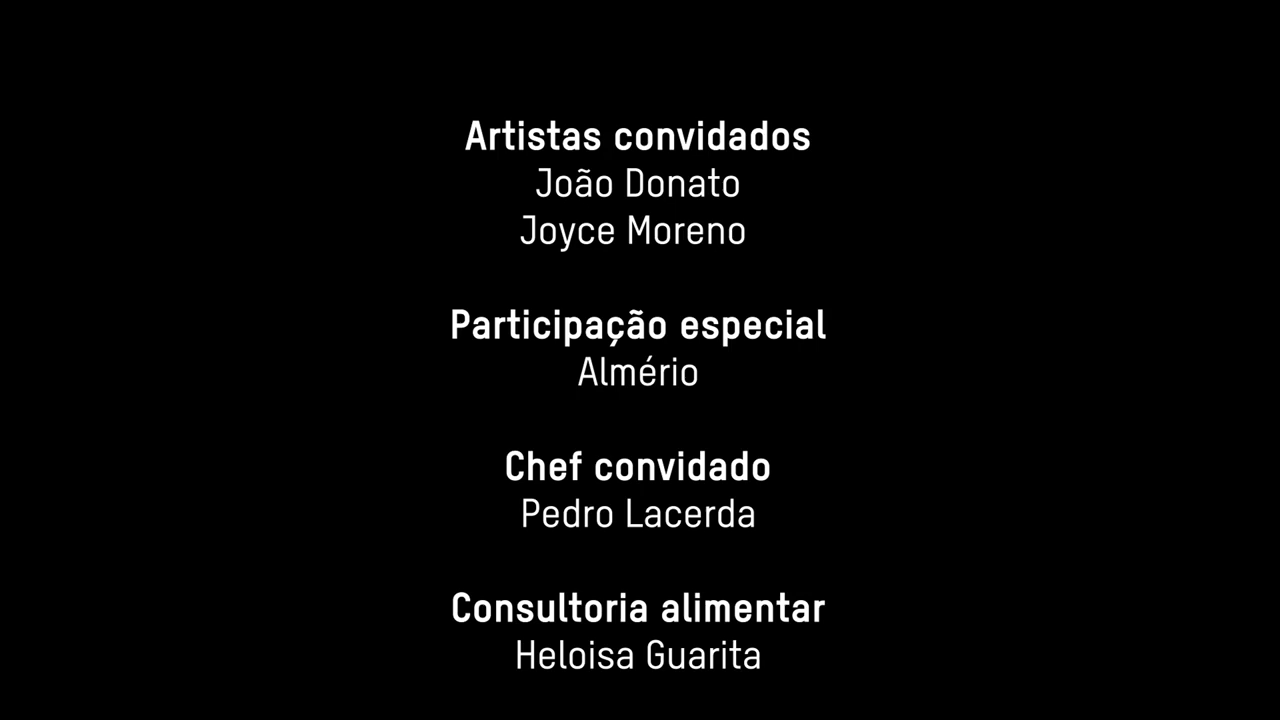 Artistas convidados
João Donato
Joyce Moreno
Participação especial
Almério
Chef convidado
Pedro Lacerda
Consultoria alimentar
Heloisa Guarita